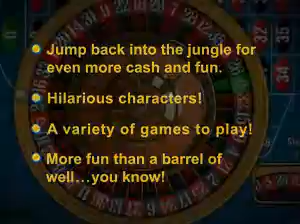 Jump back into the jungle for
even more cash and fun.
Hilarious characters!
A variety of games to play!
More fun than a barrel of
well...you know!